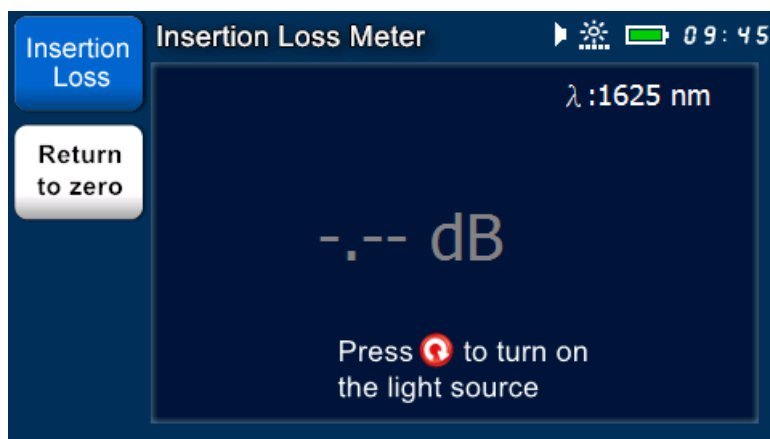 Insertion
Loss
Insertion Loss Meter
09:45
λ:1625 nm
Return
to zero
-.-- dB
Press to turn on
the light source